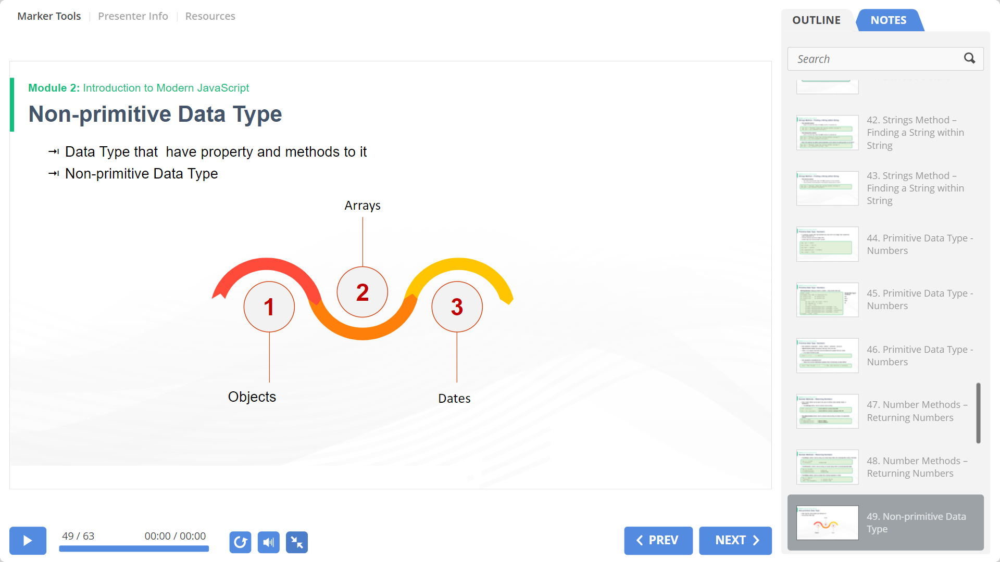 Marker Tools
Presenter Info
Resources
OUTLINE
NOTES
Search
Module 2: Introduction to Modern JavaScript
Non-primitive Data Type
⇥ Data Type that  have property and methods to it
⇥ Non-primitive Data Type
Arrays
1
2
3
Objects
Dates
42. Strings Method –
Finding a String within
String
43. Strings Method –
Finding a String within
String
44. Primitive Data Type -
Numbers
45. Primitive Data Type -
Numbers
46. Primitive Data Type -
Numbers
47. Number Methods –
Returning Numbers
48. Number Methods –
Returning Numbers
49. Non-primitive Data
Type
49 / 63
00:00 / 00:00
PREV
NEXT